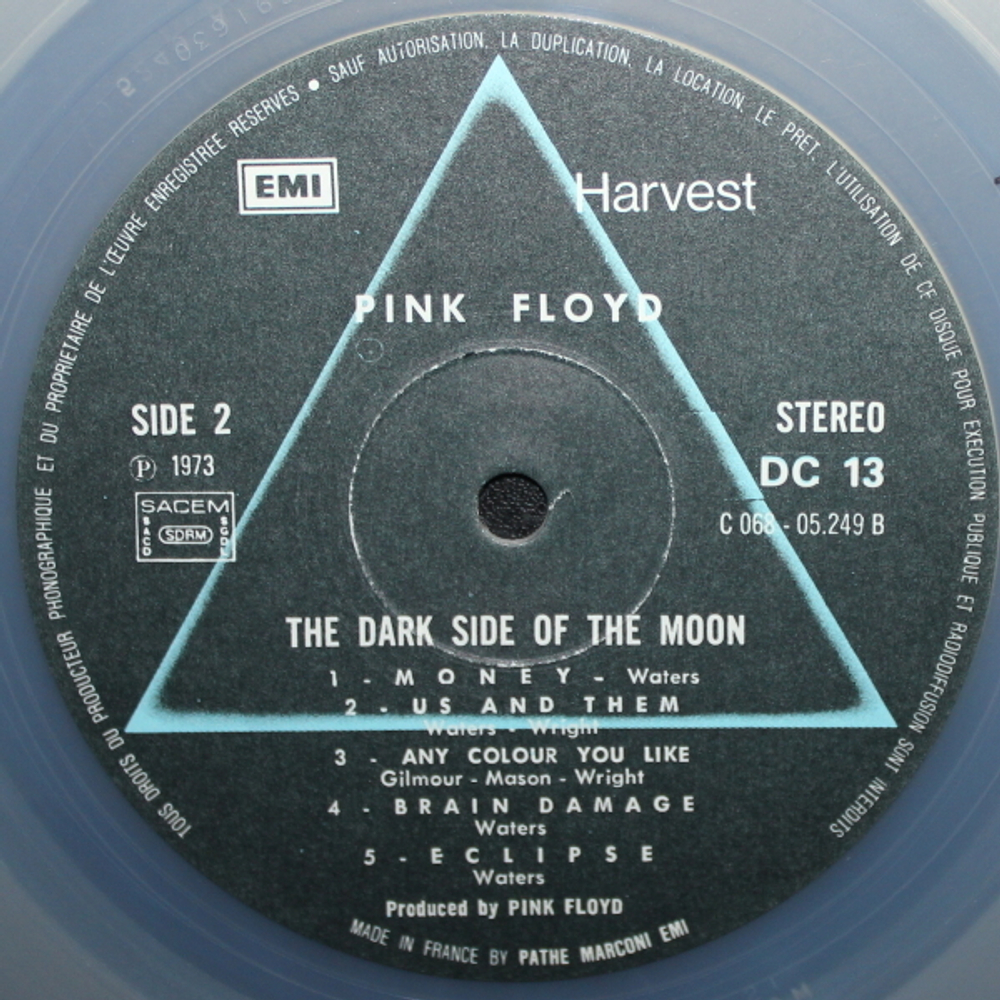 TOUS DROITS DU PRODUCTEUR PHONOGRAPHIQUE ET DU PROPRIETAIRE DE L'ŒUVRE ENREGISTREE RESERVES ● SAUF AUTORISATION, LA DUPLICATION, LA LOCATION, LE PRET, L'UTILISATION DE CE DISQUE POUR EXECUTION PUBLIQUE ET RADIODIFFUSION SONT INTERDITS
EMI
Harvest
PINK FLOYD
SIDE 2
STEREO
℗ 1973
DC 13
SACEM
SACD
SDRM
SGDL
C 068 - 05.249 B
THE DARK SIDE OF THE MOON
1 - MONEY - Waters
2 - US AND THEM
Waters - Wright
3 - ANY COLOUR YOU LIKE
Gilmour - Mason - Wright
4 - BRAIN DAMAGE
Waters
5 - ECLIPSE
Waters
Produced by PINK FLOYD
MADE IN FRANCE BY PATHE MARCONI EMI